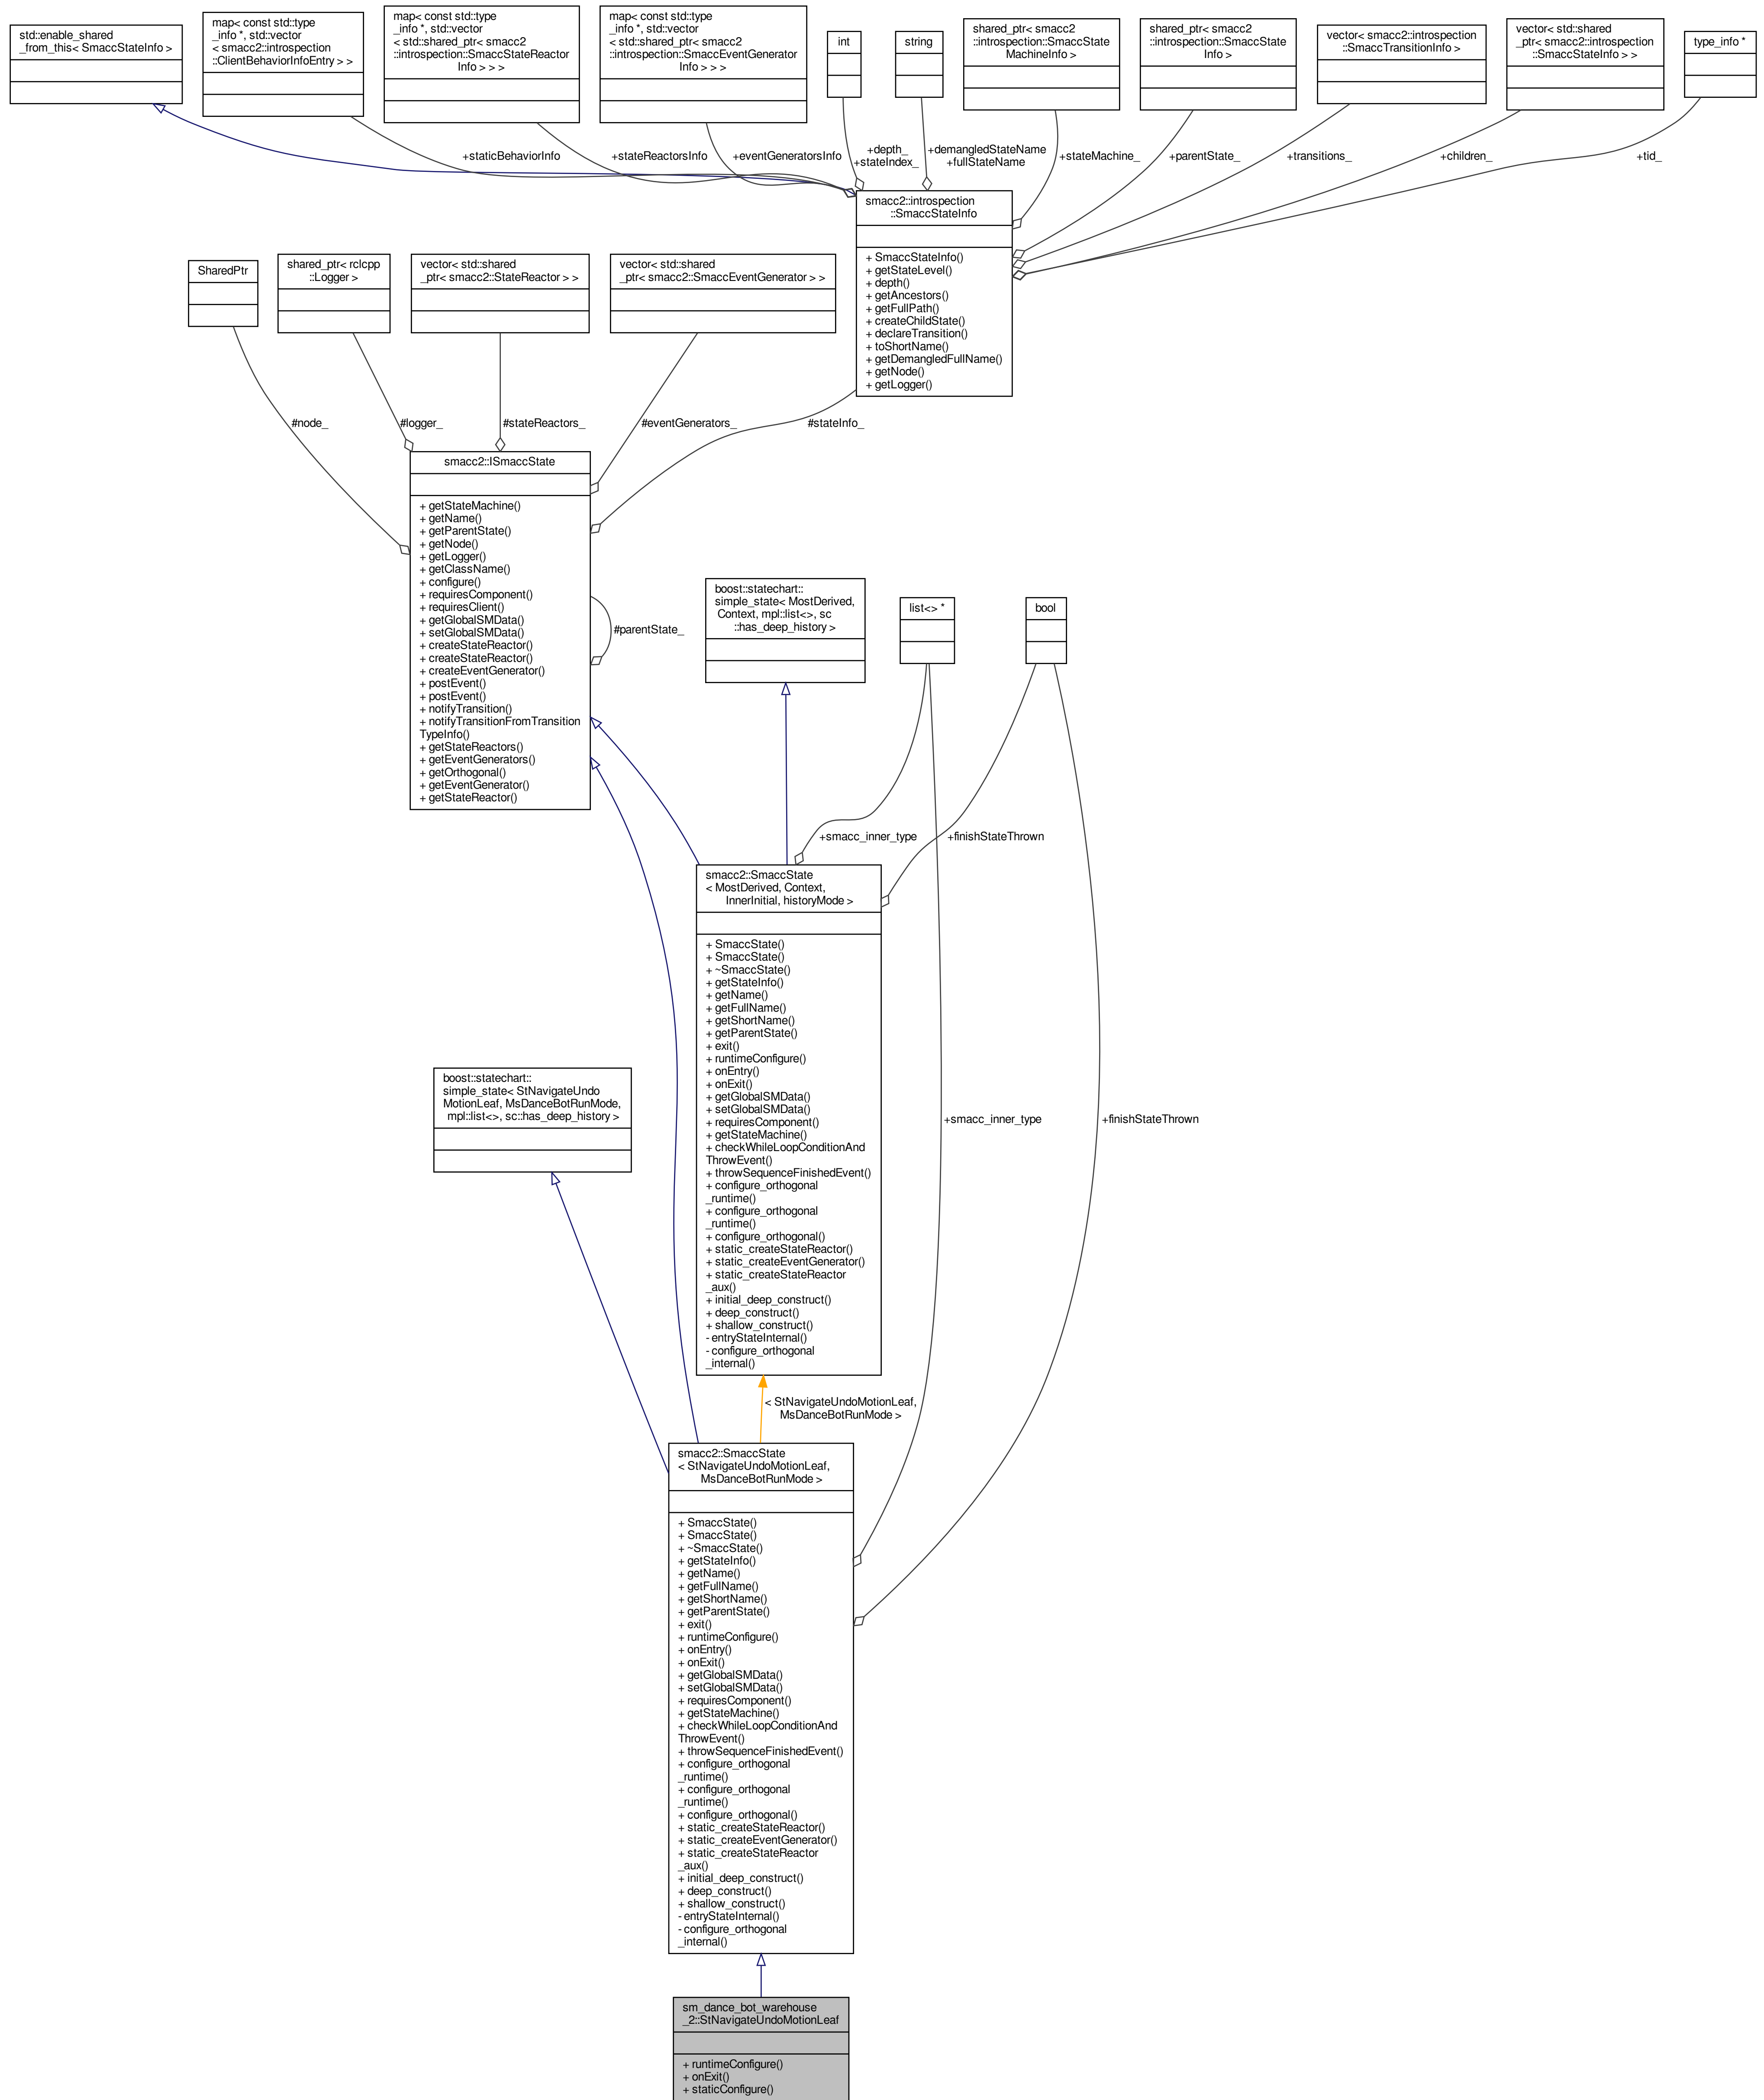 std::enable_shared
_from_this< SmaccStateInfo >
map< const std::type
_info *, std::vector
< smacc2::introspection
::ClientBehaviorInfoEntry > >
map< const std::type
_info *, std::vector
< std::shared_ptr< smacc2
::introspection::SmaccStateReactor
Info > > >
map< const std::type
_info *, std::vector
< std::shared_ptr< smacc2
::introspection::SmaccEventGenerator
Info > > >
int
string
shared_ptr< smacc2
::introspection::SmaccState
MachineInfo >
shared_ptr< smacc2
::introspection::SmaccState
Info >
vector< smacc2::introspection
::SmaccTransitionInfo >
vector< std::shared
_ptr< smacc2::introspection
::SmaccStateInfo > >
type_info *
+staticBehaviorInfo
+stateReactorsInfo
+eventGeneratorsInfo
+depth_
+stateIndex_
+demangledStateName
+fullStateName
+stateMachine_
+parentState_
+transitions_
+children_
+tid_
smacc2::introspection
::SmaccStateInfo
+ SmaccStateInfo()
+ getStateLevel()
+ depth()
+ getAncestors()
+ getFullPath()
+ createChildState()
+ declareTransition()
+ toShortName()
+ getDemangledFullName()
+ getNode()
+ getLogger()
SharedPtr
shared_ptr< rclcpp
::Logger >
vector< std::shared
_ptr< smacc2::StateReactor > >
vector< std::shared
_ptr< smacc2::SmaccEventGenerator > >
#node_
#logger_
#stateReactors_
#eventGenerators_
#stateInfo_
smacc2::ISmaccState
+ getStateMachine()
+ getName()
+ getParentState()
+ getNode()
+ getLogger()
+ getClassName()
+ configure()
+ requiresComponent()
+ requiresClient()
+ getGlobalSMData()
+ setGlobalSMData()
+ createStateReactor()
+ createStateReactor()
+ createEventGenerator()
+ postEvent()
+ postEvent()
+ notifyTransition()
+ notifyTransitionFromTransition
TypeInfo()
+ getStateReactors()
+ getEventGenerators()
+ getOrthogonal()
+ getEventGenerator()
+ getStateReactor()
#parentState_
boost::statechart::
simple_state< MostDerived,
Context, mpl::list<>, sc
::has_deep_history >
list<> *
bool
+smacc_inner_type
+finishStateThrown
smacc2::SmaccState
< MostDerived, Context,
InnerInitial, historyMode >
+ SmaccState()
+ SmaccState()
+ ~SmaccState()
+ getStateInfo()
+ getName()
+ getFullName()
+ getShortName()
+ getParentState()
+ exit()
+ runtimeConfigure()
+ onEntry()
+ onExit()
+ getGlobalSMData()
+ setGlobalSMData()
+ requiresComponent()
+ getStateMachine()
+ checkWhileLoopConditionAnd
ThrowEvent()
+ throwSequenceFinishedEvent()
+ configure_orthogonal
_runtime()
+ configure_orthogonal
_runtime()
+ configure_orthogonal()
+ static_createStateReactor()
+ static_createEventGenerator()
+ static_createStateReactor
_aux()
+ initial_deep_construct()
+ deep_construct()
+ shallow_construct()
- entryStateInternal()
- configure_orthogonal
_internal()
boost::statechart::
simple_state< StNavigateUndo
MotionLeaf, MsDanceBotRunMode,
mpl::list<>, sc::has_deep_history >
+smacc_inner_type
+finishStateThrown
< StNavigateUndoMotionLeaf,
MsDanceBotRunMode >
smacc2::SmaccState
< StNavigateUndoMotionLeaf,
MsDanceBotRunMode >
+ SmaccState()
+ SmaccState()
+ ~SmaccState()
+ getStateInfo()
+ getName()
+ getFullName()
+ getShortName()
+ getParentState()
+ exit()
+ runtimeConfigure()
+ onEntry()
+ onExit()
+ getGlobalSMData()
+ setGlobalSMData()
+ requiresComponent()
+ getStateMachine()
+ checkWhileLoopConditionAnd
ThrowEvent()
+ throwSequenceFinishedEvent()
+ configure_orthogonal
_runtime()
+ configure_orthogonal
_runtime()
+ configure_orthogonal()
+ static_createStateReactor()
+ static_createEventGenerator()
+ static_createStateReactor
_aux()
+ initial_deep_construct()
+ deep_construct()
+ shallow_construct()
- entryStateInternal()
- configure_orthogonal
_internal()
sm_dance_bot_warehouse
_2::StNavigateUndoMotionLeaf
+ runtimeConfigure()
+ onExit()
+ staticConfigure()